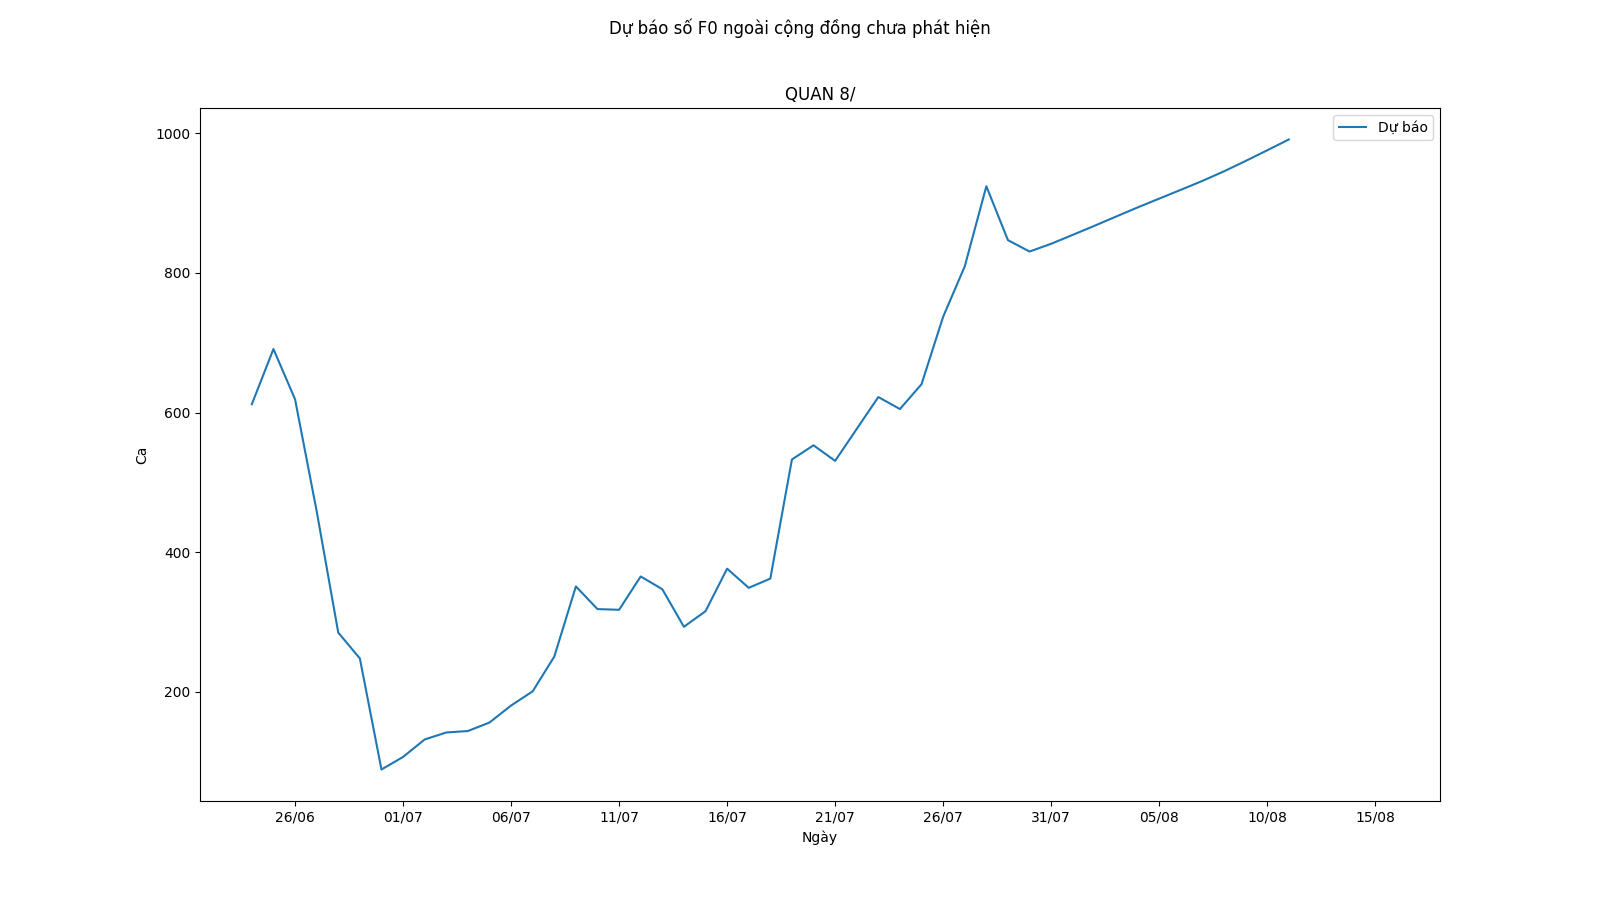 Dự báo số F0 ngoài cộng đồng chưa phát hiện
QUAN 8/
Dự báo
1000
800
600
400
200
Ca
26/06 01/07 06/07 11/07 16/07 21/07 26/07 31/07 05/08 10/08 15/08
Ngày